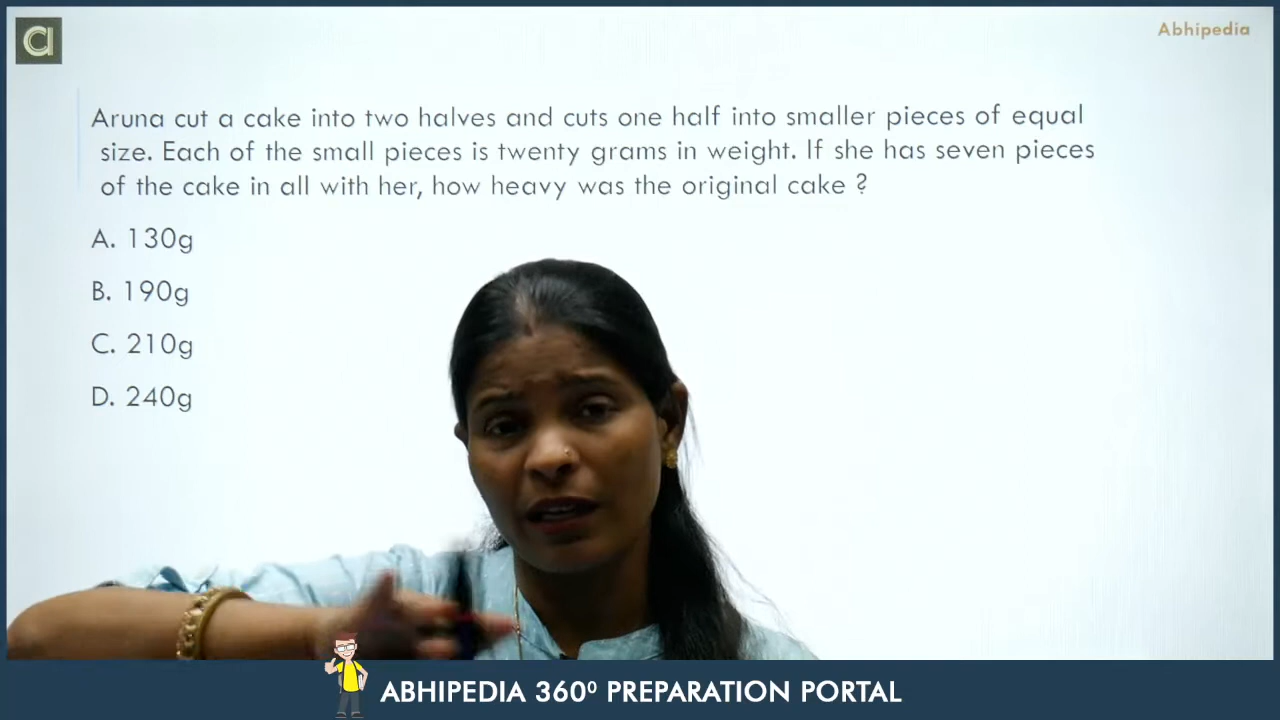 Abhipedia
Aruna cut a cake into two halves and cuts one half into smaller pieces of equal
size. Each of the small pieces is twenty grams in weight. If she has seven pieces
of the cake in all with her, how heavy was the original cake ?
A. 130g
B. 190g
C. 210g
D. 240g
ABHIPEDIA 360⁰ PREPARATION PORTAL